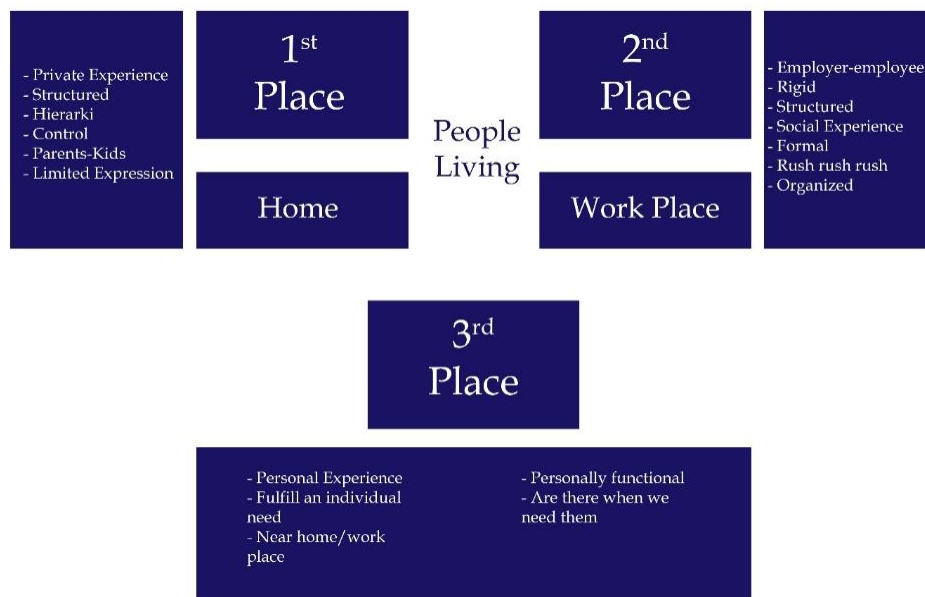 - Private Experience
- Structured
- Hierarki
- Control
- Parents-Kids
- Limited Expression
1st
Place
Home
People
Living
2nd
Place
Work Place
- Employer-employee
- Rigid
- Structured
- Social Experience
- Formal
- Rush rush rush
- Organized
3rd
Place
- Personal Experience
- Fulfill an individual
need
- Near home/work
place
- Personally functional
- Are there when we
need them